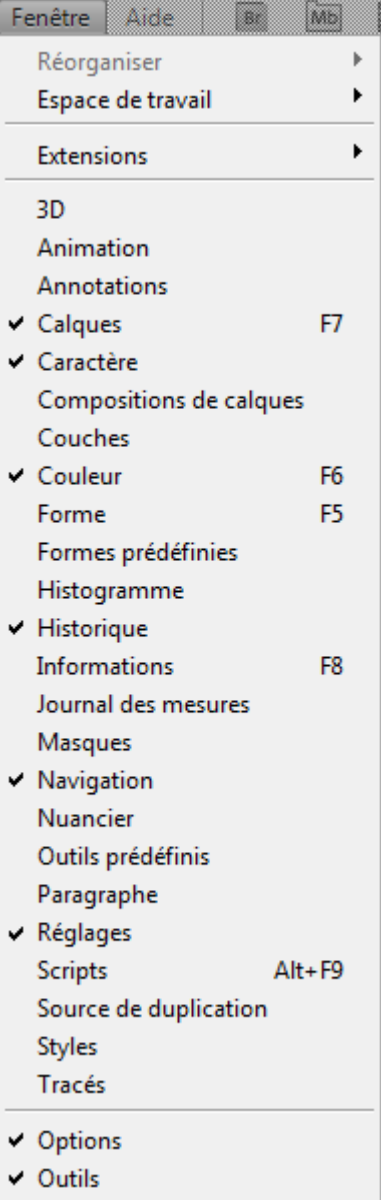 Fenêtre Aide Br Mb
Réorganiser
Espace de travail
Extensions
3D
Animation
Annotations
Calques F7
Caractère
Compositions de calques
Couches
Couleur F6
Forme F5
Formes prédéfinies
Histogramme
Historique
Informations F8
Journal des mesures
Masques
Navigation
Nuancier
Outils prédéfinis
Paragraphe
Réglages
Scripts Alt+F9
Source de duplication
Styles
Tracés
Options
Outils